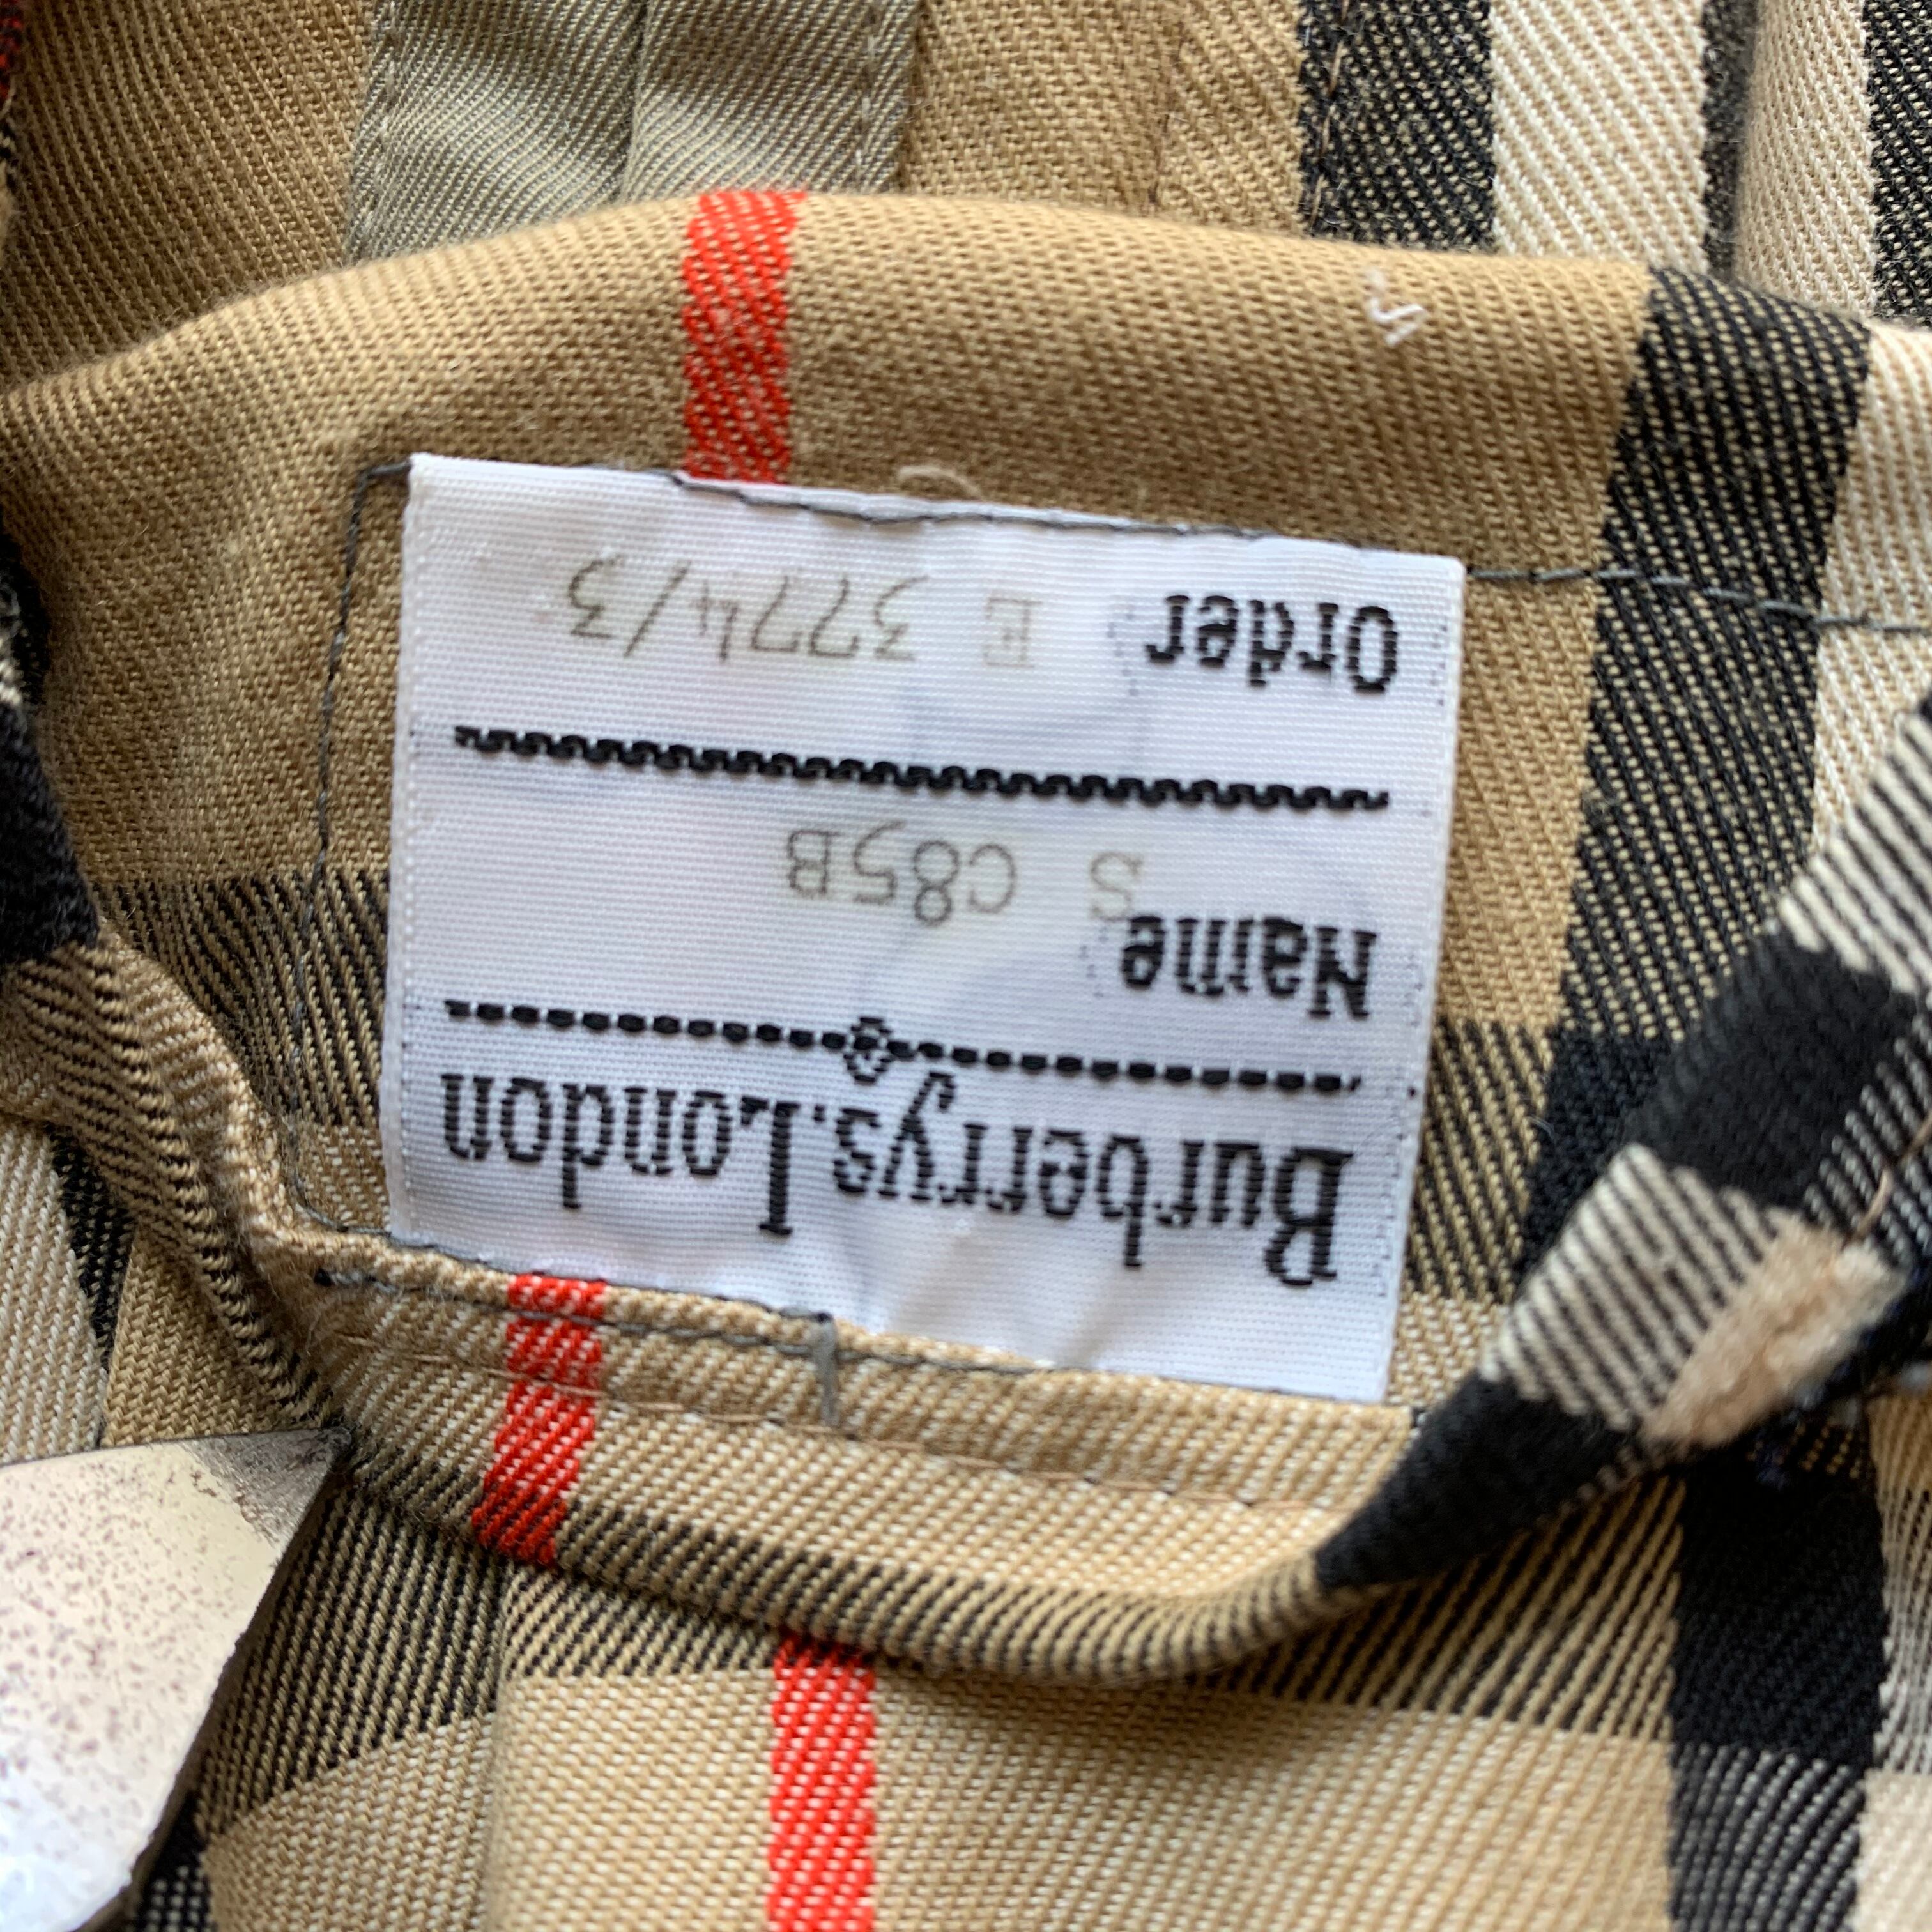 Burberrys.London
Name S C85B
Order E 3774/3